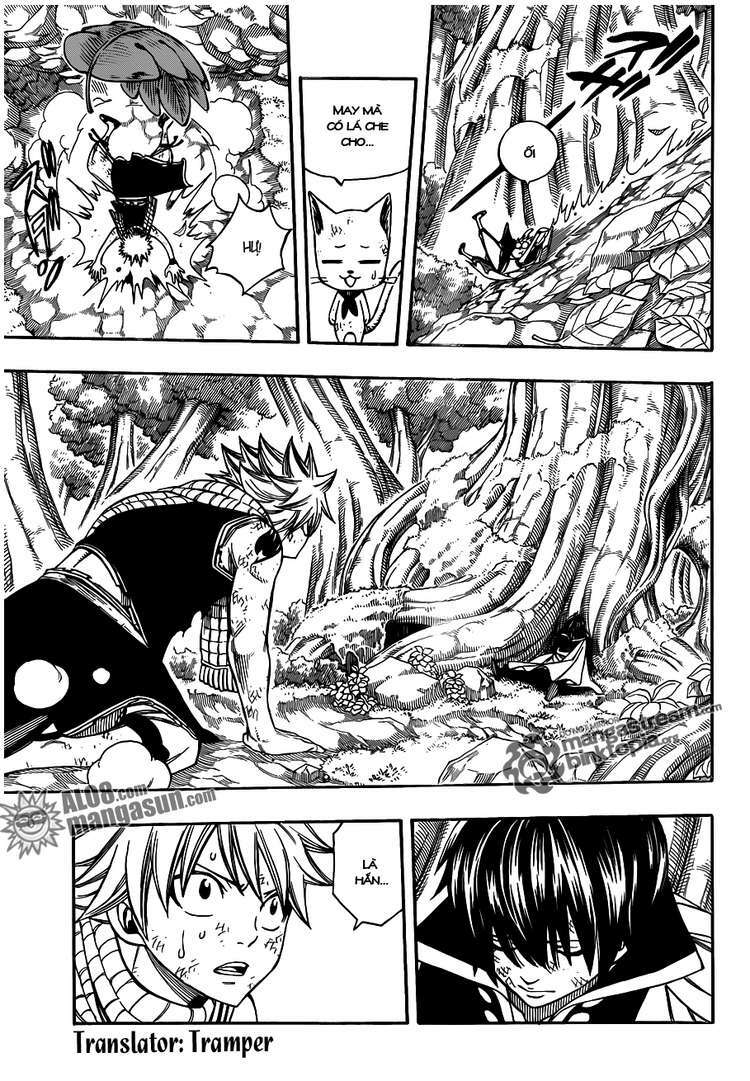 ỐI
MAY MÀ
CÓ LÁ CHE
CHO...
HỰ!
mangastream.com
binktopia.org
ALO8.com
mangasun.com
LÀ
HẮN...
Translator: Tramper